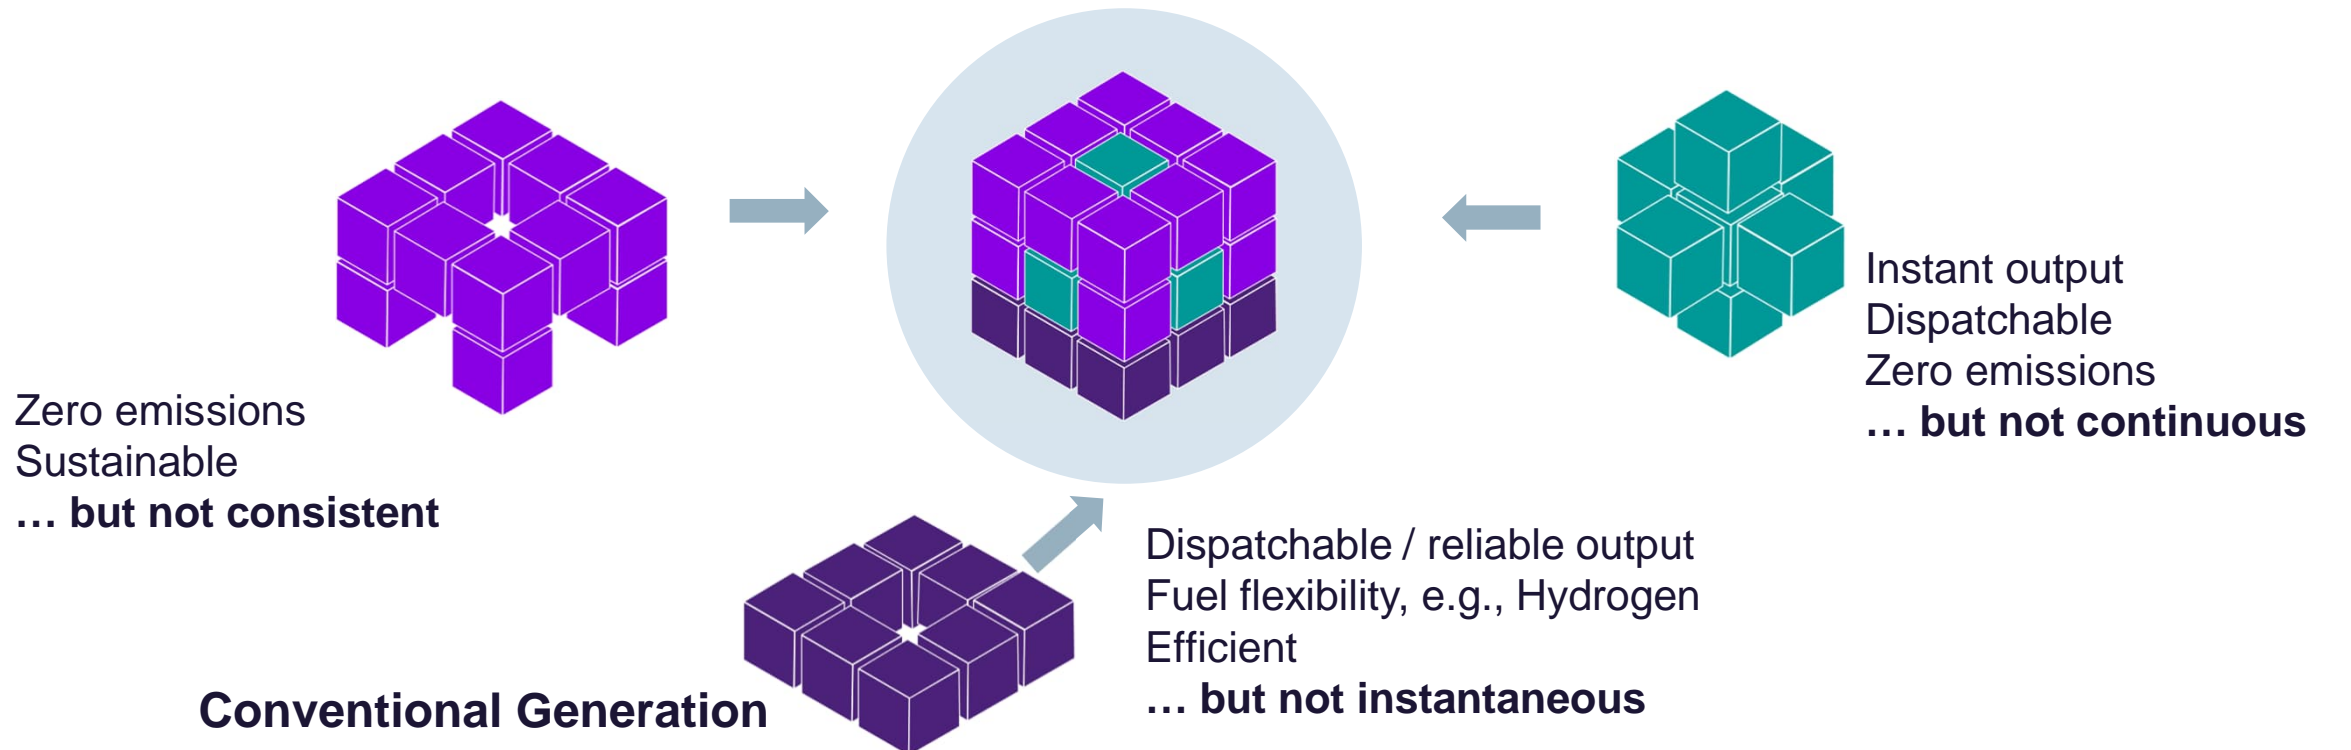 Zero emissions
Sustainable
… but not consistent
Instant output
Dispatchable
Zero emissions
… but not continuous
Conventional Generation
Dispatchable / reliable output
Fuel flexibility, e.g., Hydrogen
Efficient
… but not instantaneous